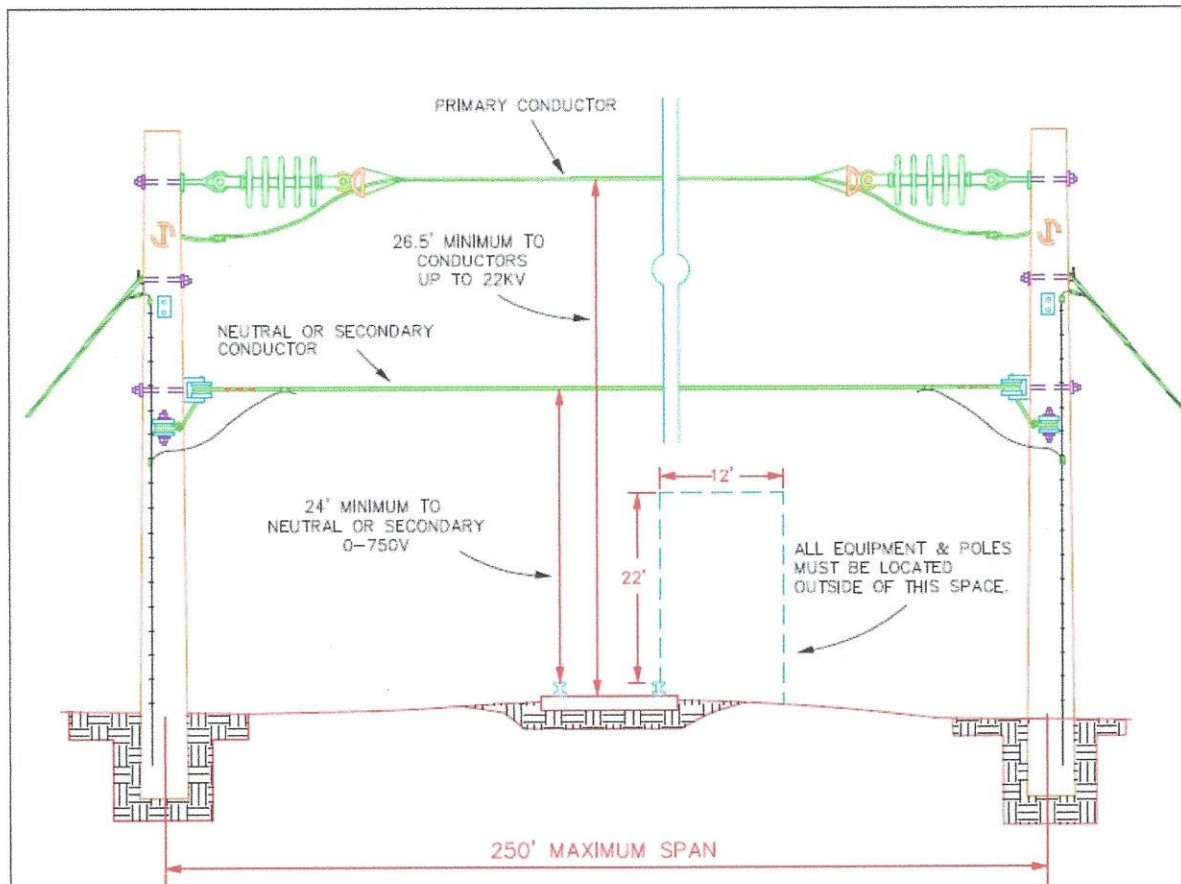 PRIMARY CONDUCTOR
26.5' MINIMUM TO
CONDUCTORS
UP TO 22KV
NEUTRAL OR SECONDARY
CONDUCTOR
12'
24' MINIMUM TO
NEUTRAL OR SECONDARY
0-750V
22'
ALL EQUIPMENT & POLES
MUST BE LOCATED
OUTSIDE OF THIS SPACE.
250' MAXIMUM SPAN